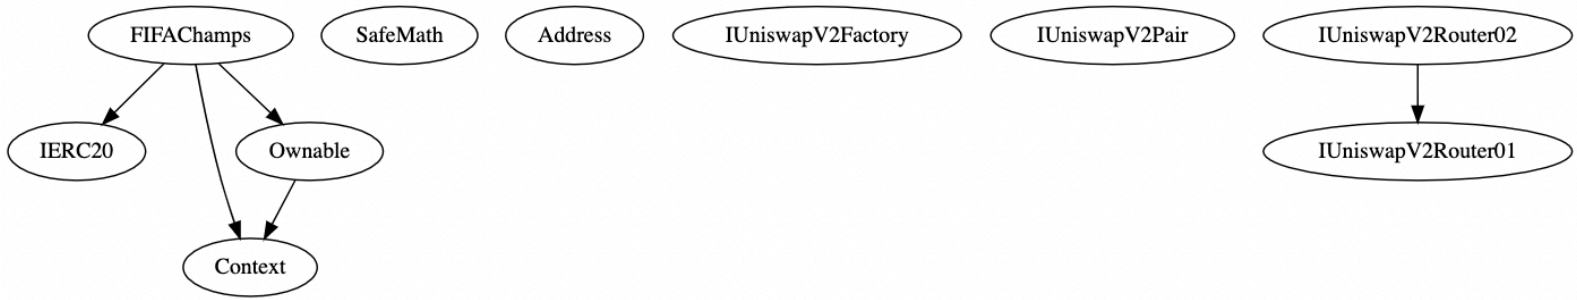 FIFAChamps
SafeMath
Address
IUniswapV2Factory
IUniswapV2Pair
IUniswapV2Router02
IERC20
Ownable
IUniswapV2Router01
Context